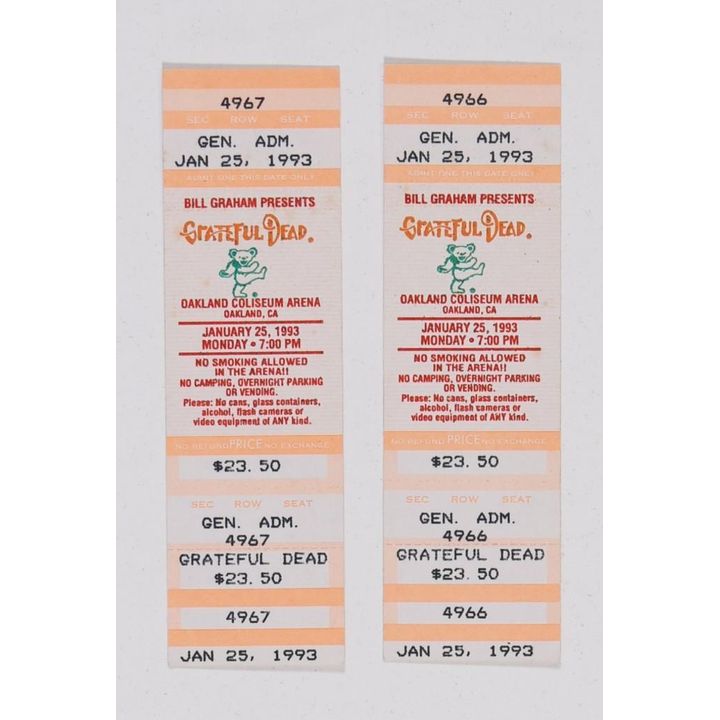 4967
SEC ROW SEAT
GEN. ADM.
JAN 25, 1993
ADMIT ONE THIS DATE ONLY
BILL GRAHAM PRESENTS
GRATEFUL DEAD.
OAKLAND COLISEUM ARENA
OAKLAND, CA
JANUARY 25, 1993
MONDAY • 7:00 PM
NO SMOKING ALLOWED
IN THE ARENA!!
NO CAMPING, OVERNIGHT PARKING
OR VENDING.
Please: No cans, glass containers,
alcohol, flash cameras or
video equipment of ANY kind.
NO REFUND PRICE NO EXCHANGE
$23.50
SEC ROW SEAT
GEN. ADM.
4967
GRATEFUL DEAD
$23.50
4967
JAN 25, 1993
4966
SEC ROW SEAT
GEN. ADM.
JAN 25, 1993
ADMIT ONE THIS DATE ONLY
BILL GRAHAM PRESENTS
GRATEFUL DEAD.
OAKLAND COLISEUM ARENA
OAKLAND, CA
JANUARY 25, 1993
MONDAY • 7:00 PM
NO SMOKING ALLOWED
IN THE ARENA!!
NO CAMPING, OVERNIGHT PARKING
OR VENDING.
Please: No cans, glass containers,
alcohol, flash cameras or
video equipment of ANY kind.
NO REFUND PRICE NO EXCHANGE
$23.50
SEC ROW SEAT
GEN. ADM.
4966
GRATEFUL DEAD
$23.50
4966
JAN 25, 1993